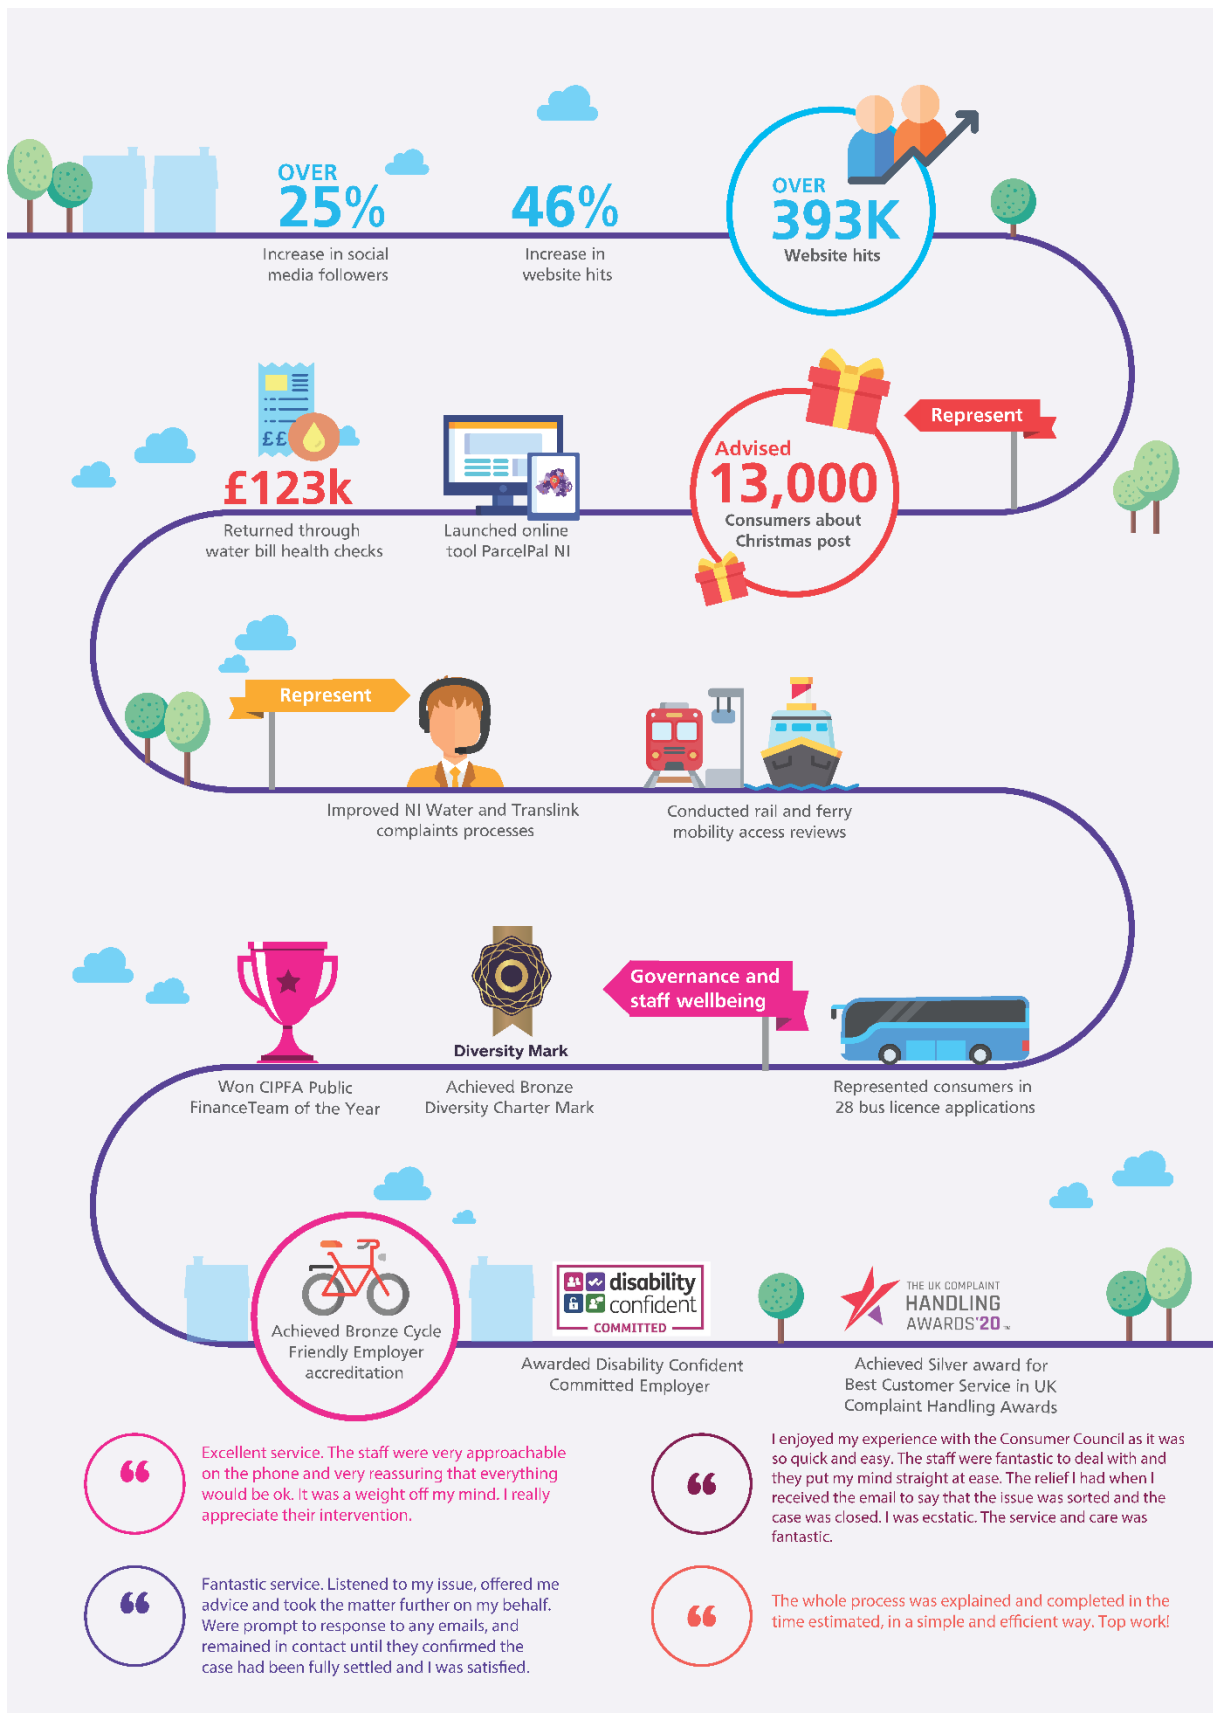 OVER
25%
Increase in social
media followers
46%
Increase in
website hits
OVER
393K
Website hits
Represent
Advised
13,000
Consumers about
Christmas post
Launched online
tool ParcelPal NI
££
£123k
Returned through
water bill health checks
Represent
Improved NI Water and Translink
complaints processes
Conducted rail and ferry
mobility access reviews
Represented consumers in
28 bus licence applications
Governance and
staff wellbeing
Diversity Mark
Achieved Bronze
Diversity Charter Mark
Won CIPFA Public
FinanceTeam of the Year
Achieved Bronze Cycle
Friendly Employer
accreditation
disability
confident
COMMITTED
Awarded Disability Confident
Committed Employer
THE UK COMPLAINT
HANDLING
AWARDS'20
Achieved Silver award for
Best Customer Service in UK
Complaint Handling Awards
“
Excellent service. The staff were very approachable
on the phone and very reassuring that everything
would be ok. It was a weight off my mind. I really
appreciate their intervention.
“
I enjoyed my experience with the Consumer Council as it was
so quick and easy. The staff were fantastic to deal with and
they put my mind straight at ease. The relief I had when I
received the email to say that the issue was sorted and the
case was closed. I was ecstatic. The service and care was
fantastic.
“
Fantastic service. Listened to my issue, offered me
advice and took the matter further on my behalf.
Were prompt to response to any emails, and
remained in contact until they confirmed the
case had been fully settled and I was satisfied.
“
The whole process was explained and completed in the
time estimated, in a simple and efficient way. Top work!